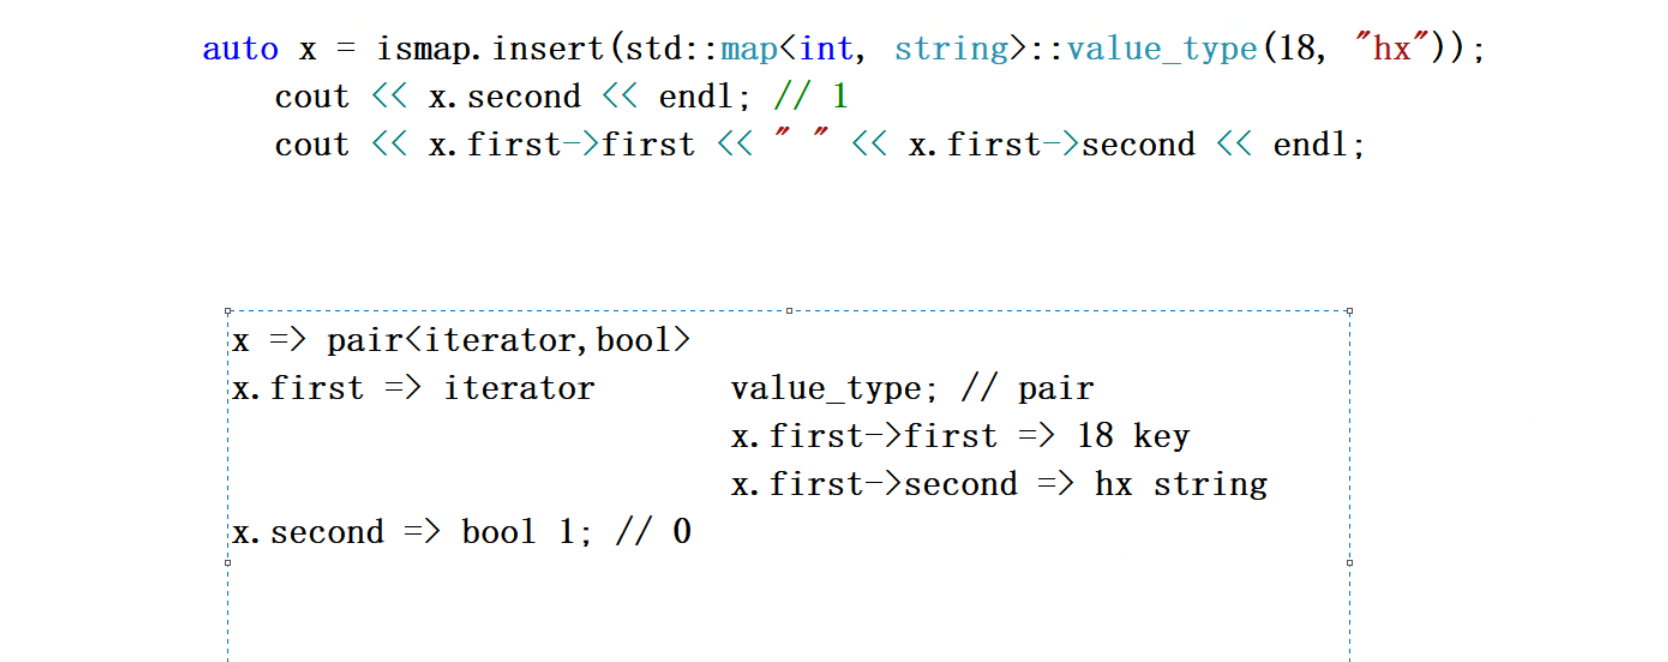 auto x = ismap.insert(std::map<int, string>::value_type(18, "hx"));
cout << x.second << endl; // 1
cout << x.first->first << " " << x.first->second << endl;
x => pair<iterator,bool>
x.first => iterator value_type; // pair
x.first->first => 18 key
x.first->second => hx string
x.second => bool 1; // 0